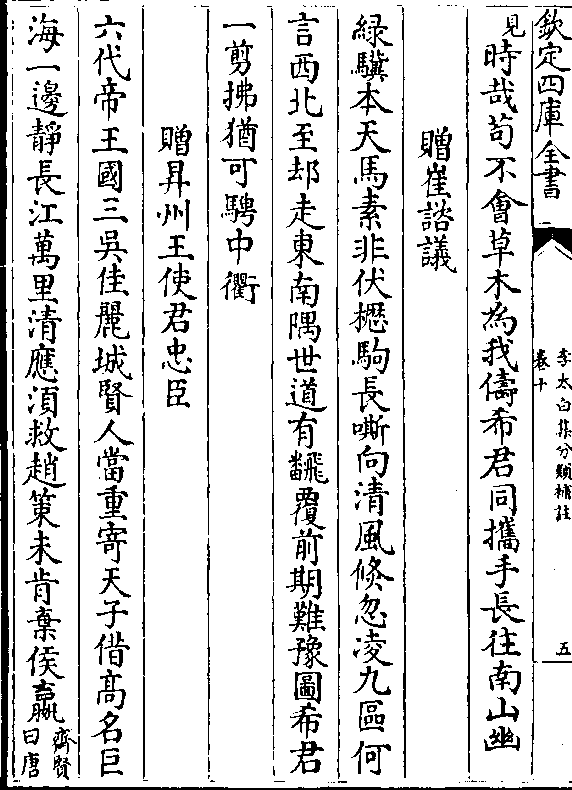 欽定四庫全書
李太白集分類補註
卷十
五
見時哉苟不會草木為我儔希君同攜手長往南山幽
贈崔諮議
緑驥本天馬素非伏櫪駒長嘶向清風倐忽凌九區何
言西北至却走東南隅世道有飜覆前期難豫圖希君
一剪拂猶可騁中衢
贈昇州王使君忠臣
六代帝王國三吳佳麗城賢人當重寄天子借髙名巨
海一邊靜長江萬里清應須救趙策未肯棄侯嬴齊賢
曰唐